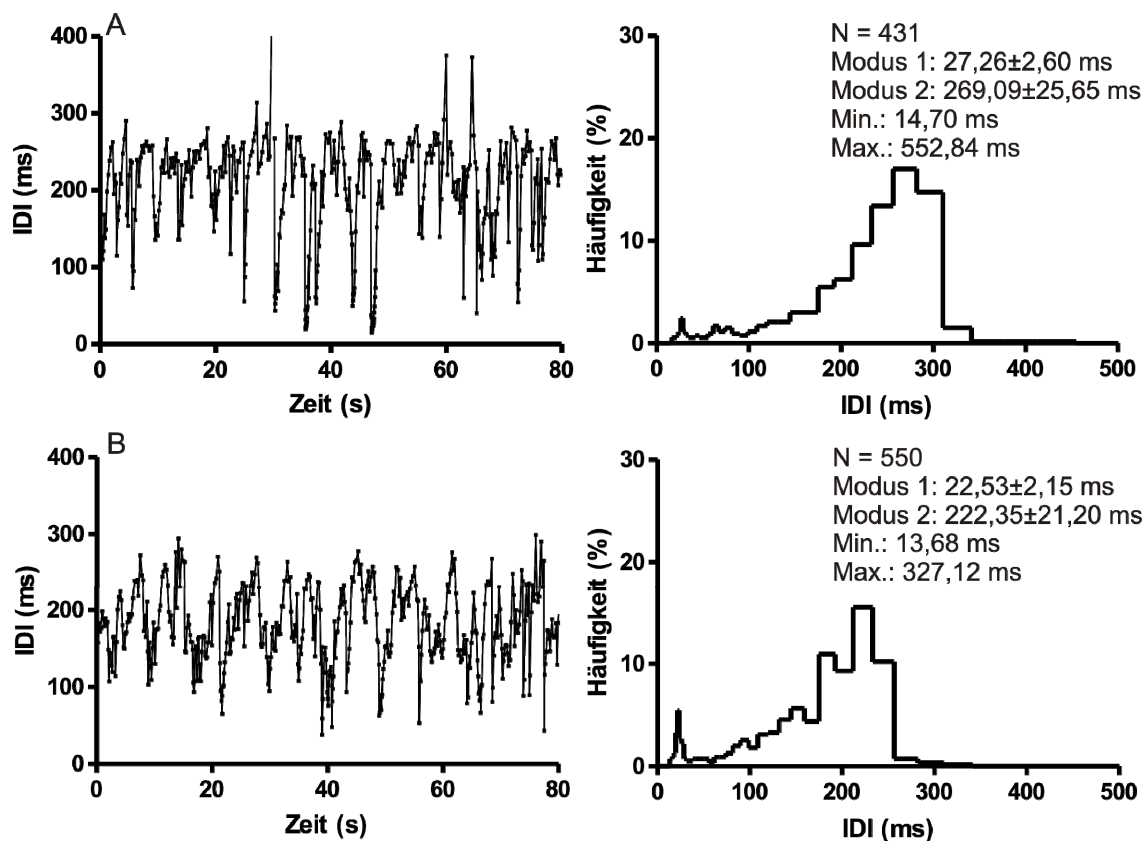 A
400
300
200
100
0
IDI (ms)
0 20 40 60 80
Zeit (s)
30
20
10
0
Häufigkeit (%)
N = 431
Modus 1: 27,26±2,60 ms
Modus 2: 269,09±25,65 ms
Min.: 14,70 ms
Max.: 552,84 ms
0 100 200 300 400 500
IDI (ms)
B
400
300
200
100
0
IDI (ms)
0 20 40 60 80
Zeit (s)
30
20
10
0
Häufigkeit (%)
N = 550
Modus 1: 22,53±2,15 ms
Modus 2: 222,35±21,20 ms
Min.: 13,68 ms
Max.: 327,12 ms
0 100 200 300 400 500
IDI (ms)